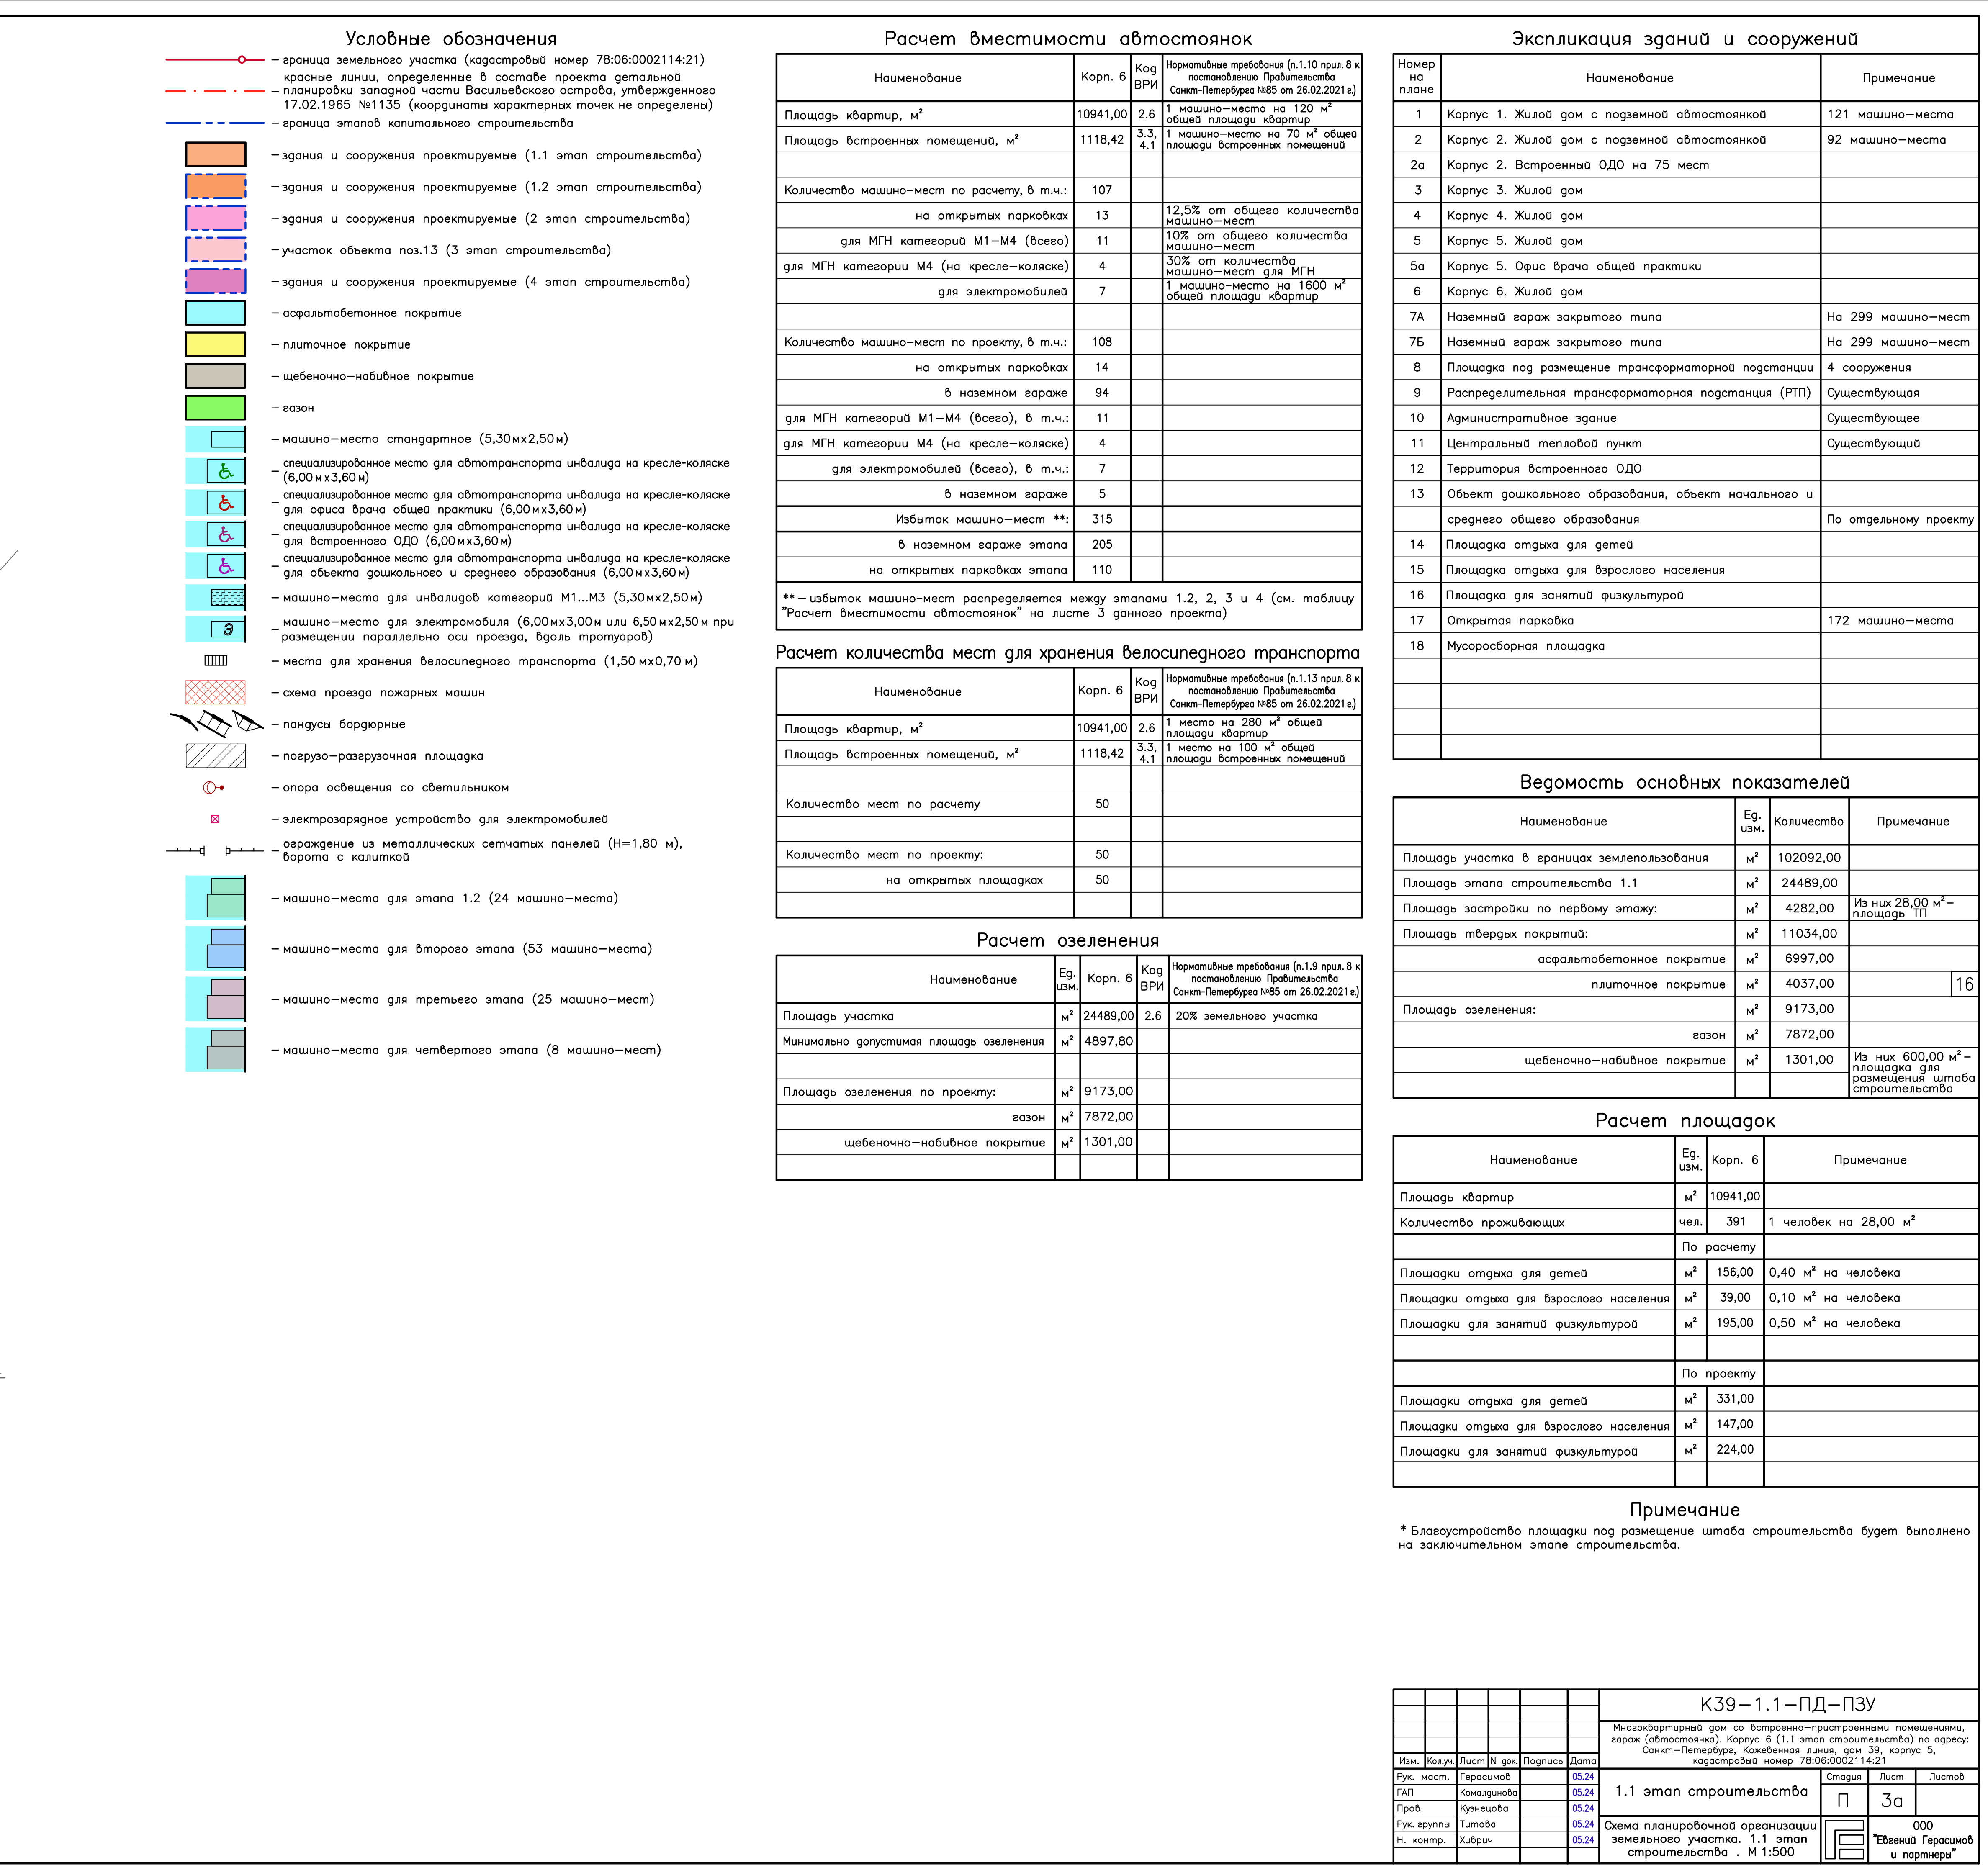 Условные обозначения
— граница земельного участка (кадастровый номер 78:06:0002114:21)
красные линии, определенные в составе проекта детальной
— планировки западной части Васильевского острова, утвержденного
17.02.1965 №1135 (координаты характерных точек не определены)
— граница этапов капитального строительства
— здания и сооружения проектируемые (1.1 этап строительства)
— здания и сооружения проектируемые (1.2 этап строительства)
— здания и сооружения проектируемые (2 этап строительства)
— участок объекта поз.13 (3 этап строительства)
— здания и сооружения проектируемые (4 этап строительства)
— асфальтобетонное покрытие
— плиточное покрытие
— щебеночно—набивное покрытие
— газон
— машино—место стандартное (5,30мх2,50м)
— специализированное место для автотранспорта инвалида на кресле-коляске
(6,00мх3,60м)
— специализированное место для автотранспорта инвалида на кресле-коляске
для офиса врача общей практики (6,00мх3,60м)
— специализированное место для автотранспорта инвалида на кресле-коляске
для встроенного ОДО (6,00мх3,60м)
— специализированное место для автотранспорта инвалида на кресле-коляске
для объекта дошкольного и среднего образования (6,00мх3,60м)
— машино—места для инвалидов категорий М1...М3 (5,30мх2,50м)
Э — машино—место для электромобиля (6,00мх3,00м или 6,50мх2,50м при
размещении параллельно оси проезда, вдоль тротуаров)
— места для хранения велосипедного транспорта (1,50мх0,70м)
— схема проезда пожарных машин
— пандусы бордюрные
— погрузо—разгрузочная площадка
— опора освещения со светильником
— электрозарядное устройство для электромобилей
— ограждение из металлических сетчатых панелей (Н=1,80 м),
ворота с калиткой
— машино—места для этапа 1.2 (24 машино—места)
— машино—места для второго этапа (53 машино—места)
— машино—места для третьего этапа (25 машино—мест)
— машино—места для четвертого этапа (8 машино—мест)
Расчет вместимости автостоянок
Наименование Корп. 6 Код ВРИ Нормативные требования (п.1.10 прил. 8 к
постановлению Правительства
Санкт-Петербурга №85 от 26.02.2021 г.)
Площадь квартир, м² 10941,00 2.6 1 машино—место на 120 м²
общей площади квартир
Площадь встроенных помещений, м² 1118,42 3.3, 4.1 1 машино—место на 70 м² общей
площади встроенных помещений
Количество машино—мест по расчету, в т.ч.: 107
на открытых парковках 13 12,5% от общего количества
машино—мест
для МГН категорий М1—М4 (всего) 11 10% от общего количества
машино—мест
для МГН категории М4 (на кресле—коляске) 4 30% от количества
машино—мест для МГН
для электромобилей 7 1 машино—место на 1600 м²
общей площади квартир
Количество машино—мест по проекту, в т.ч.: 108
на открытых парковках 14
в наземном гараже 94
для МГН категорий М1—М4 (всего), в т.ч.: 11
для МГН категории М4 (на кресле—коляске) 4
для электромобилей (всего), в т.ч.: 7
в наземном гараже 5
Избыток машино—мест **: 315
в наземном гараже этапа 205
на открытых парковках этапа 110
** — избыток машино—мест распределяется между этапами 1.2, 2, 3 и 4 (см. таблицу
"Расчет вместимости автостоянок" на листе 3 данного проекта)
Расчет количества мест для хранения велосипедного транспорта
Наименование Корп. 6 Код ВРИ Нормативные требования (п.1.13 прил. 8 к
постановлению Правительства
Санкт-Петербурга №85 от 26.02.2021 г.)
Площадь квартир, м² 10941,00 2.6 1 место на 280 м² общей
площади квартир
Площадь встроенных помещений, м² 1118,42 3.3, 4.1 1 место на 100 м² общей
площади встроенных помещений
Количество мест по расчету 50
Количество мест по проекту: 50
на открытых площадках 50
Расчет озеленения
Наименование Ед. изм. Корп. 6 Код ВРИ Нормативные требования (п.1.9 прил. 8 к
постановлению Правительства
Санкт-Петербурга №85 от 26.02.2021 г.)
Площадь участка м² 24489,00 2.6 20% земельного участка
Минимально допустимая площадь озеленения м² 4897,80
Площадь озеленения по проекту: м² 9173,00
газон м² 7872,00
щебеночно—набивное покрытие м² 1301,00
Экспликация зданий и сооружений
Номер на плане Наименование Примечание
1 Корпус 1. Жилой дом с подземной автостоянкой 121 машино—места
2 Корпус 2. Жилой дом с подземной автостоянкой 92 машино—места
2а Корпус 2. Встроенный ОДО на 75 мест
3 Корпус 3. Жилой дом
4 Корпус 4. Жилой дом
5 Корпус 5. Жилой дом
5а Корпус 5. Офис врача общей практики
6 Корпус 6. Жилой дом
7А Наземный гараж закрытого типа На 299 машино—мест
7Б Наземный гараж закрытого типа На 299 машино—мест
8 Площадка под размещение трансформаторной подстанции 4 сооружения
9 Распределительная трансформаторная подстанция (РТП) Существующая
10 Административное здание Существующее
11 Центральный тепловой пункт Существующий
12 Территория встроенного ОДО
13 Объект дошкольного образования, объект начального и
среднего общего образования По отдельному проекту
14 Площадка отдыха для детей
15 Площадка отдыха для взрослого населения
16 Площадка для занятий физкультурой
17 Открытая парковка 172 машино—места
18 Мусоросборная площадка
Ведомость основных показателей
Наименование Ед. изм. Количество Примечание
Площадь участка в границах землепользования м² 102092,00
Площадь этапа строительства 1.1 м² 24489,00
Площадь застройки по первому этажу: м² 4282,00 Из них 28,00 м²—
площадь ТП
Площадь твердых покрытий: м² 11034,00
асфальтобетонное покрытие м² 6997,00
плиточное покрытие м² 4037,00 16
Площадь озеленения: м² 9173,00
газон м² 7872,00
щебеночно—набивное покрытие м² 1301,00 Из них 600,00 м²—
площадка для
размещения штаба
строительства
Расчет площадок
Наименование Ед. изм. Корп. 6 Примечание
Площадь квартир м² 10941,00
Количество проживающих чел. 391 1 человек на 28,00 м²
По расчету
Площадки отдыха для детей м² 156,00 0,40 м² на человека
Площадки отдыха для взрослого населения м² 39,00 0,10 м² на человека
Площадки для занятий физкультурой м² 195,00 0,50 м² на человека
По проекту
Площадки отдыха для детей м² 331,00
Площадки отдыха для взрослого населения м² 147,00
Площадки для занятий физкультурой м² 224,00
Примечание
* Благоустройство площадки под размещение штаба строительства будет выполнено
на заключительном этапе строительства.
К39—1.1—ПД—ПЗУ
Многоквартирный дом со встроенно—пристроенными помещениями,
гараж (автостоянка). Корпус 6 (1.1 этап строительства) по адресу:
Санкт—Петербург, Кожевенная линия, дом 39, корпус 5,
кадастровый номер 78:06:0002114:21
Изм. Кол.уч. Лист N док. Подпись Дата
Рук. маст. Герасимов 05.24
ГАП Комалдинова 05.24
Пров. Кузнецова 05.24
Рук. группы Титова 05.24
Н. контр. Хиврич 05.24
1.1 этап строительства
Стадия Лист Листов
П 3а
Схема планировочной организации
земельного участка. 1.1 этап
строительства . М 1:500
ООО
"Евгений Герасимов
и партнеры"